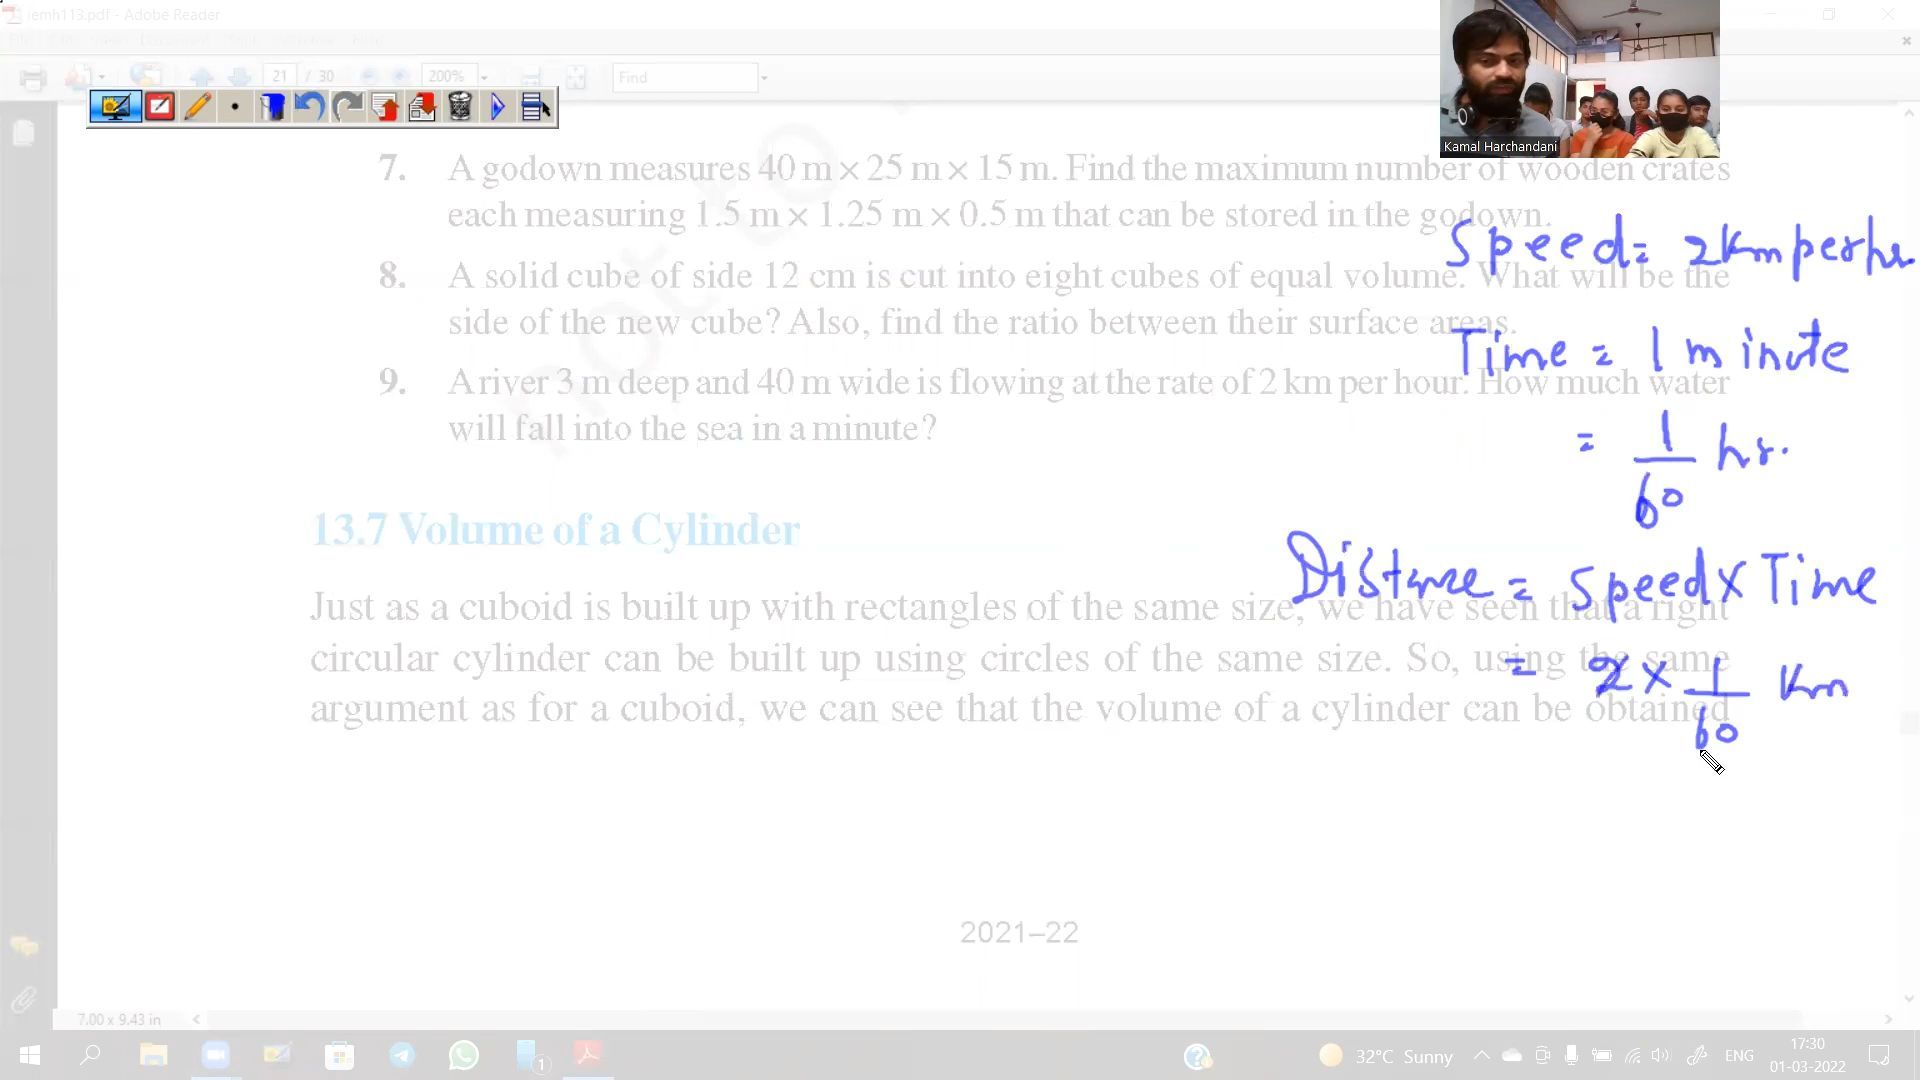 iemh113.pdf - Adobe Reader
21 / 30
200%
Find
Kamal Harchandani
not to
7. A godown measures 40 m × 25 m × 15 m. Find the maximum number of wooden crates
each measuring 1.5 m × 1.25 m × 0.5 m that can be stored in the godown.
8. A solid cube of side 12 cm is cut into eight cubes of equal volume. What will be the
side of the new cube? Also, find the ratio between their surface areas.
9. A river 3 m deep and 40 m wide is flowing at the rate of 2 km per hour. How much water
will fall into the sea in a minute?
13.7 Volume of a Cylinder
Just as a cuboid is built up with rectangles of the same size, we have seen that a right
circular cylinder can be built up using circles of the same size. So, using the same
argument as for a cuboid, we can see that the volume of a cylinder can be obtained
Speed = 2 km per hr.
Time = 1 minute
= 1/60 hr.
Distance = Speed × Time
= 2 × 1/60 km
2021–22
7.00 x 9.43 in
1
32°C Sunny
ENG
17:30
01-03-2022